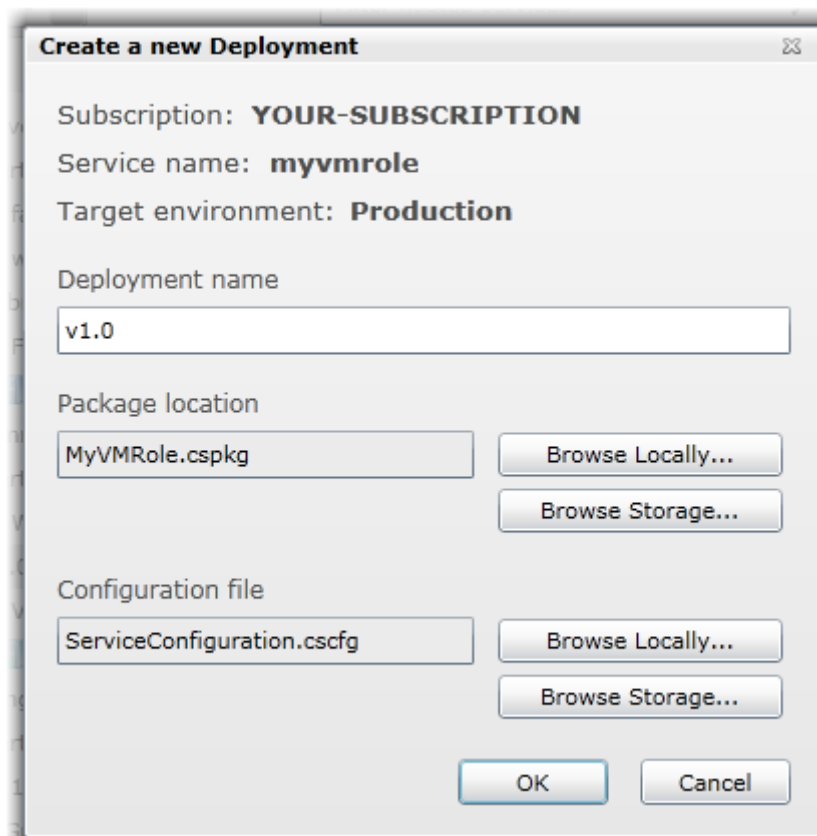 Create a new Deployment
Subscription: YOUR-SUBSCRIPTION
Service name: myvmrole
Target environment: Production
Deployment name
v1.0
Package location
MyVMRole.cspkg Browse Locally...
Browse Storage...
Configuration file
ServiceConfiguration.cscfg Browse Locally...
Browse Storage...
OK Cancel